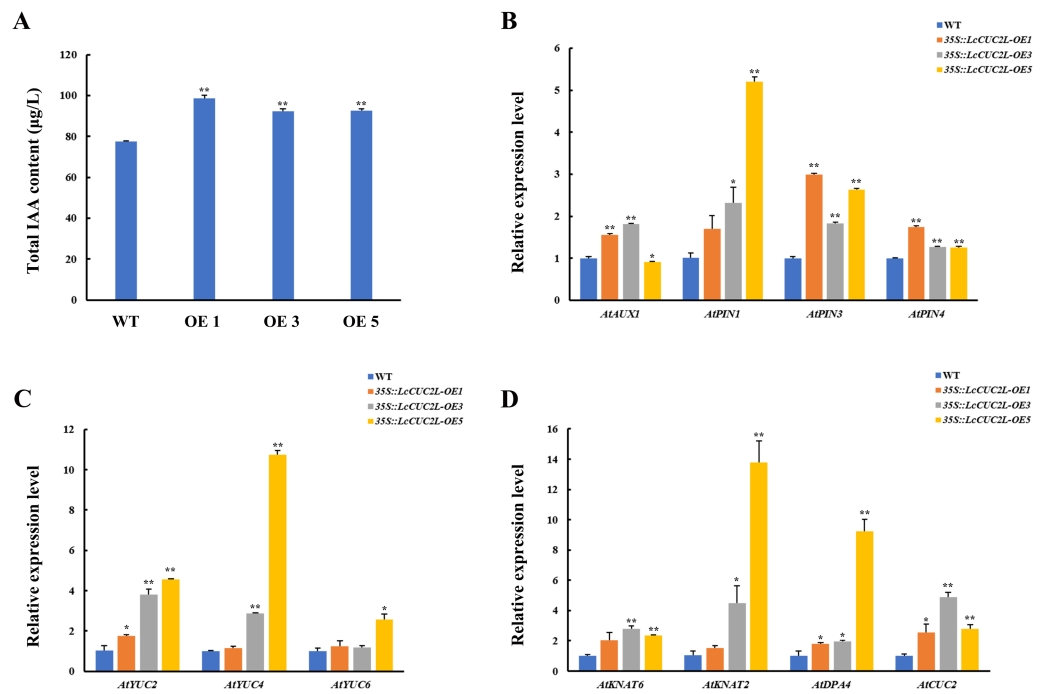 A
Total IAA content (μg/L)
120
100
80
60
40
20
0
**
**
**
WT
OE 1
OE 3
OE 5
B
WT
35S::LcCUC2L-OE1
35S::LcCUC2L-OE3
35S::LcCUC2L-OE5
Relative expression level
6
5
4
3
2
1
0
**
**
*
*
**
**
**
**
**
**
**
AtAUX1
AtPIN1
AtPIN3
AtPIN4
C
WT
35S::LcCUC2L-OE1
35S::LcCUC2L-OE3
35S::LcCUC2L-OE5
Relative expression level
12
10
8
6
4
2
0
*
**
**
**
**
*
AtYUC2
AtYUC4
AtYUC6
D
WT
35S::LcCUC2L-OE1
35S::LcCUC2L-OE3
35S::LcCUC2L-OE5
Relative expression level
16
14
12
10
8
6
4
2
0
**
**
*
**
*
*
**
*
**
**
AtKNAT6
AtKNAT2
AtDPA4
AtCUC2